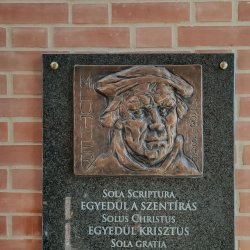 M. LUTHER
SOLA SCRIPTURA
EGYEDÜL A SZENTÍRÁS
SOLUS CHRISTUS
EGYEDÜL KRISZTUS
SOLA GRATIA